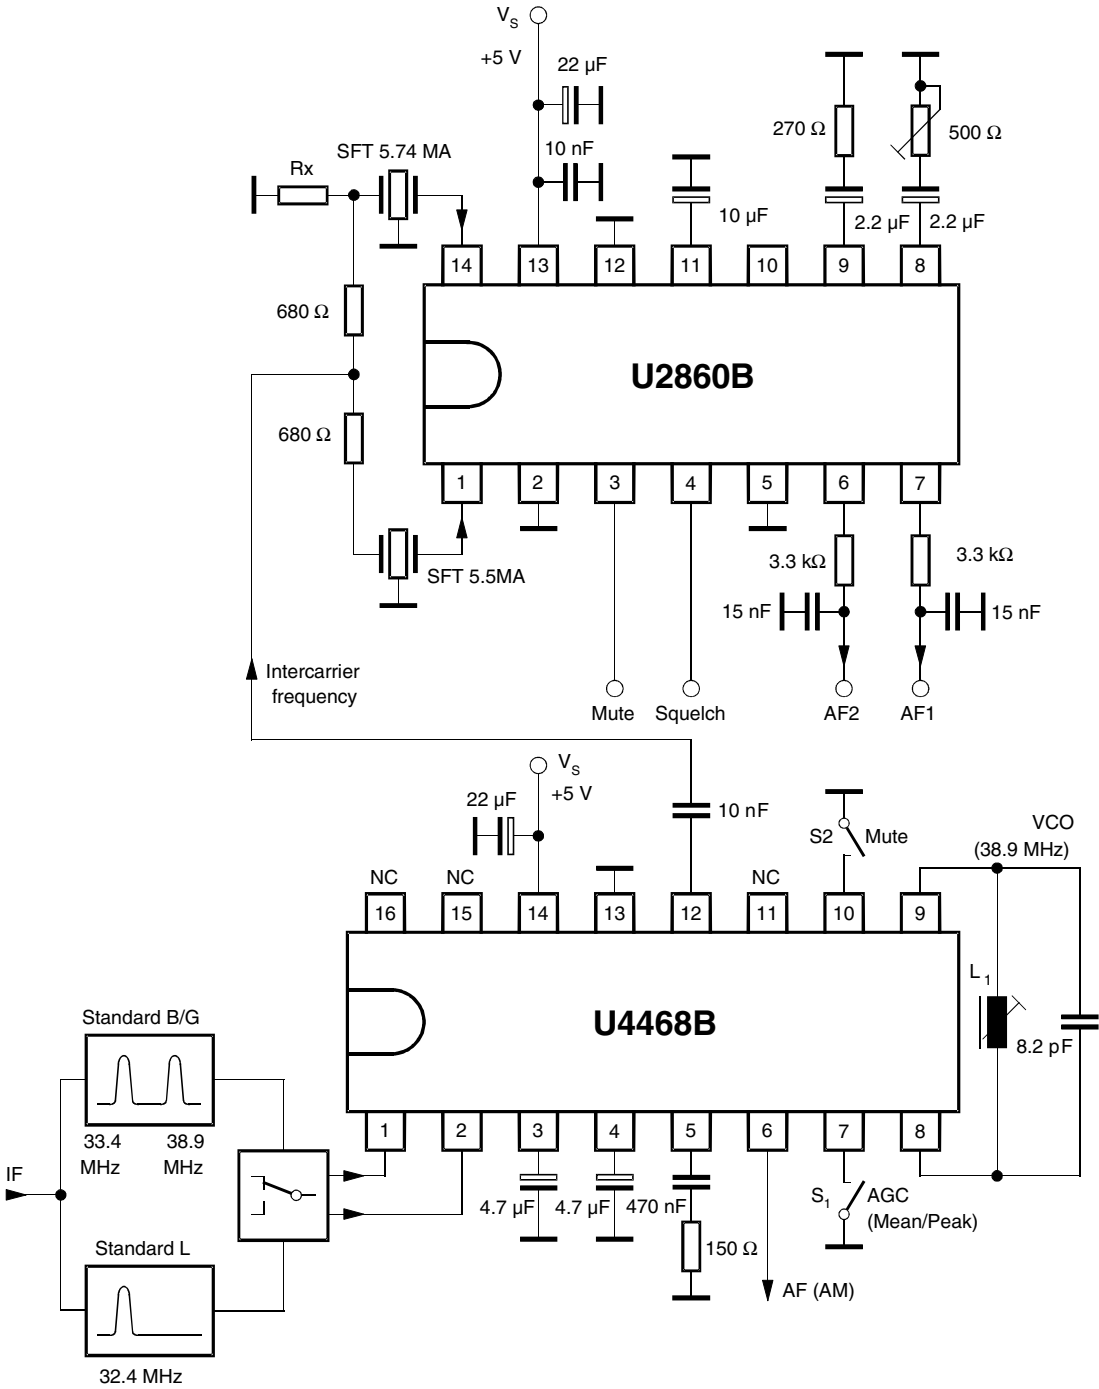 V_S
+5 V
22 µF
10 nF
10 µF
270 Ω
500 Ω
2.2 µF
2.2 µF
Rx
SFT 5.74 MA
14
13
12
11
10
9
8
680 Ω
U2860B
680 Ω
1
2
3
4
5
6
7
SFT 5.5MA
3.3 kΩ
3.3 kΩ
15 nF
15 nF
Intercarrier
frequency
Mute
Squelch
AF2
AF1
V_S
+5 V
22 µF
10 nF
S2
Mute
VCO
(38.9 MHz)
NC
NC
NC
16
15
14
13
12
11
10
9
L_1
8.2 pF
U4468B
Standard B/G
33.4
MHz
38.9
MHz
IF
Standard L
32.4 MHz
1
2
3
4
5
6
7
8
4.7 µF
4.7 µF
470 nF
150 Ω
AF (AM)
S_1
AGC
(Mean/Peak)